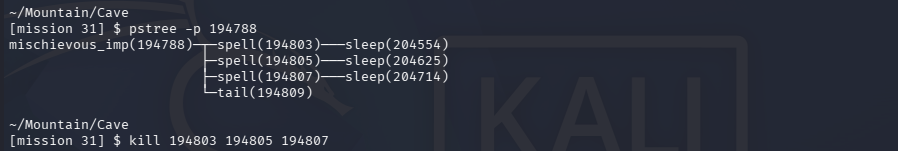 ~/Mountain/Cave
[mission 31] $ pstree -p 194788
mischievous_imp(194788)─┬─spell(194803)───sleep(204554)
                        ├─spell(194805)───sleep(204625)
                        ├─spell(194807)───sleep(204714)
                        └─tail(194809)
~/Mountain/Cave
[mission 31] $ kill 194803 194805 194807
KALI